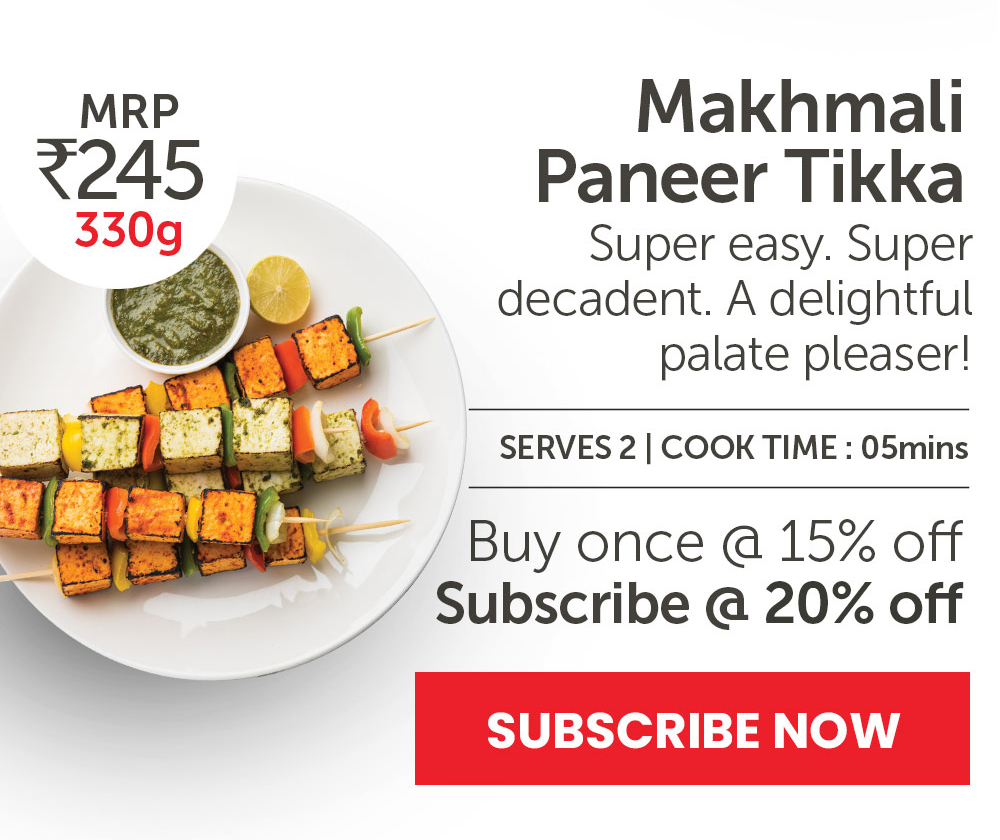 MRP
₹245
330g
Makhmali
Paneer Tikka
Super easy. Super
decadent. A delightful
palate pleaser!
SERVES 2 | COOK TIME : 05mins
Buy once @ 15% off
Subscribe @ 20% off
SUBSCRIBE NOW